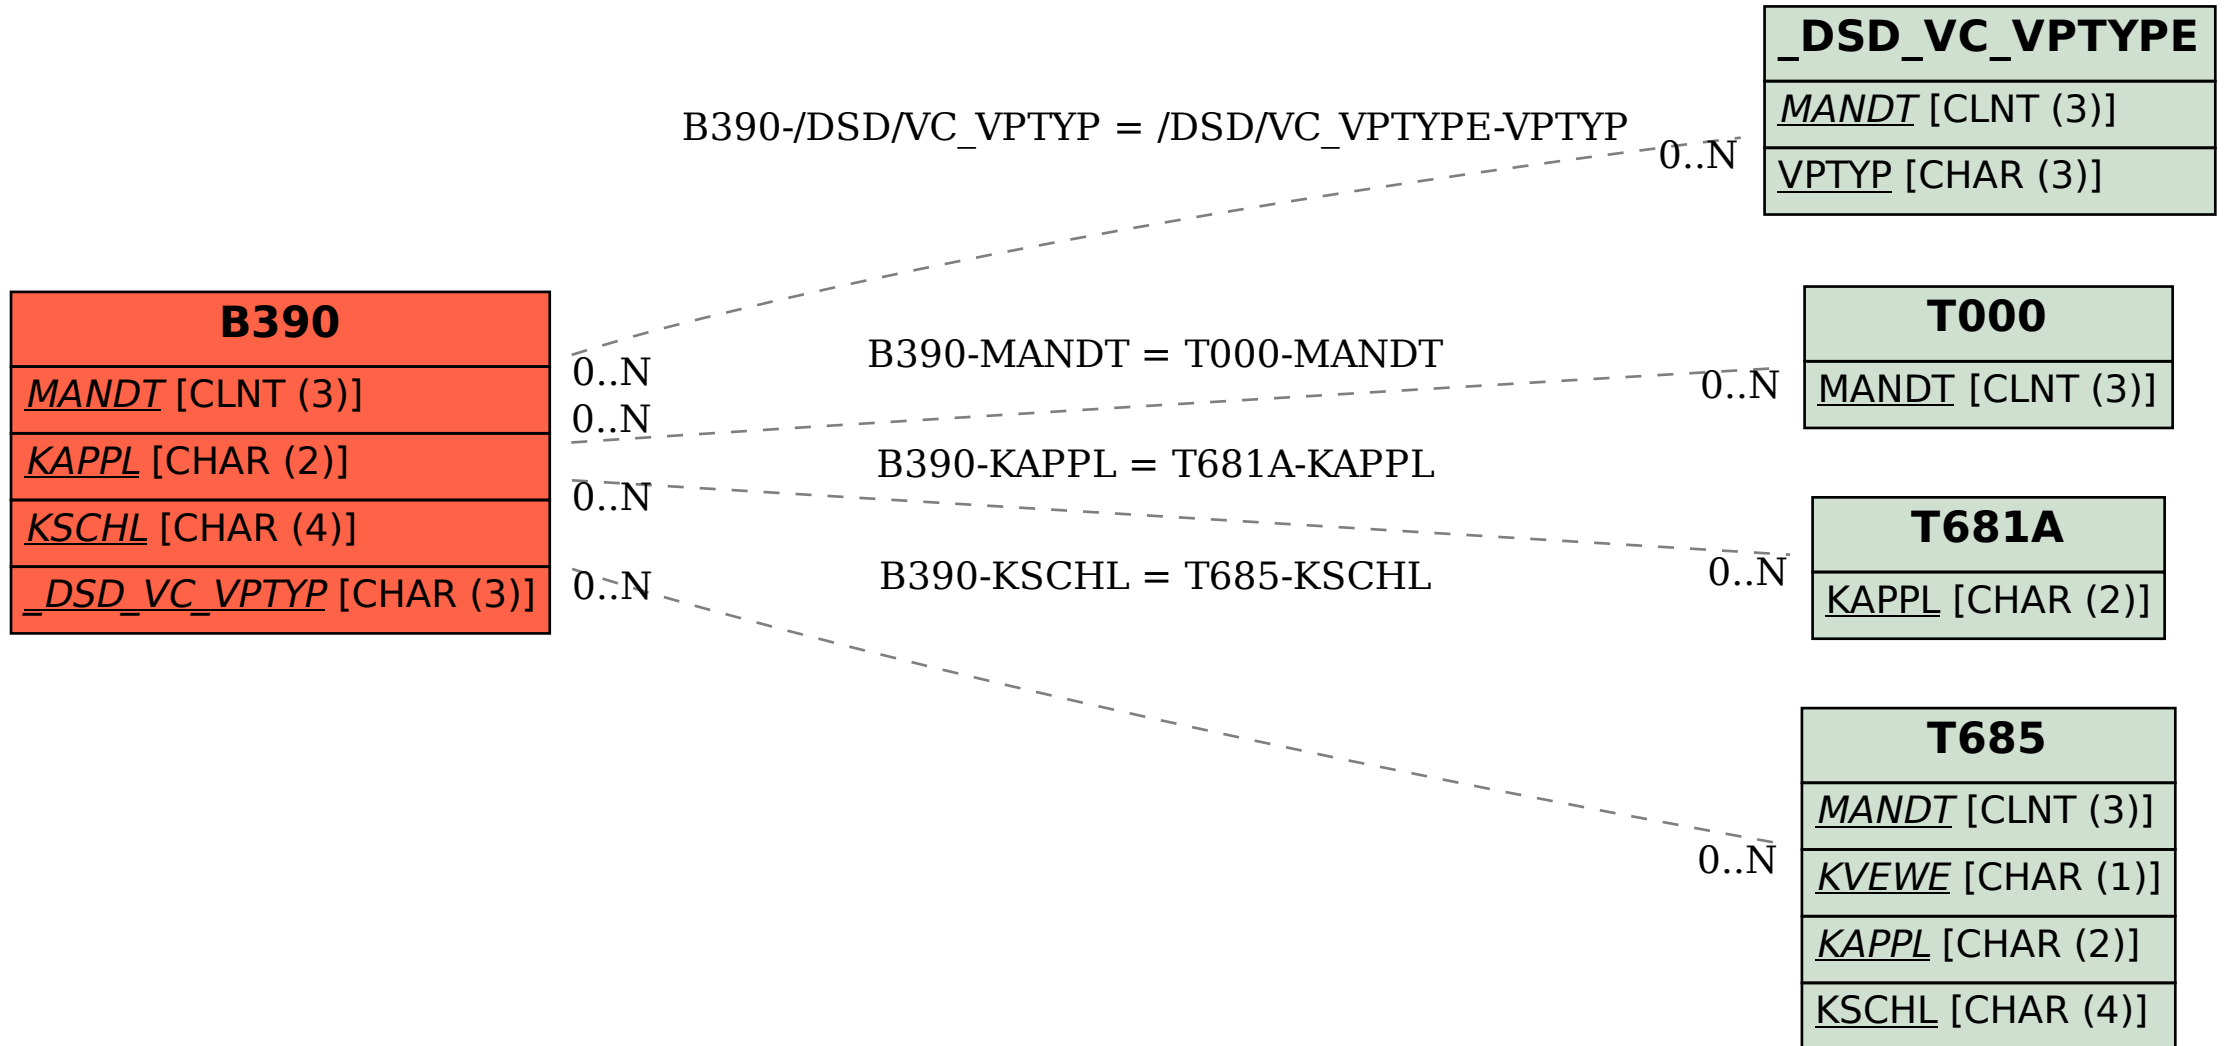 _DSD_VC_VPTYPE
MANDT [CLNT (3)]
VPTYP [CHAR (3)]
B390-/DSD/VC_VPTYP = /DSD/VC_VPTYPE-VPTYP
0..N
B390
MANDT [CLNT (3)]
KAPPL [CHAR (2)]
KSCHL [CHAR (4)]
_DSD_VC_VPTYP [CHAR (3)]
0..N
0..N
0..N
0..N
B390-MANDT = T000-MANDT
0..N
B390-KAPPL = T681A-KAPPL
0..N
B390-KSCHL = T685-KSCHL
0..N
T000
MANDT [CLNT (3)]
T681A
KAPPL [CHAR (2)]
T685
MANDT [CLNT (3)]
KVEWE [CHAR (1)]
KAPPL [CHAR (2)]
KSCHL [CHAR (4)]